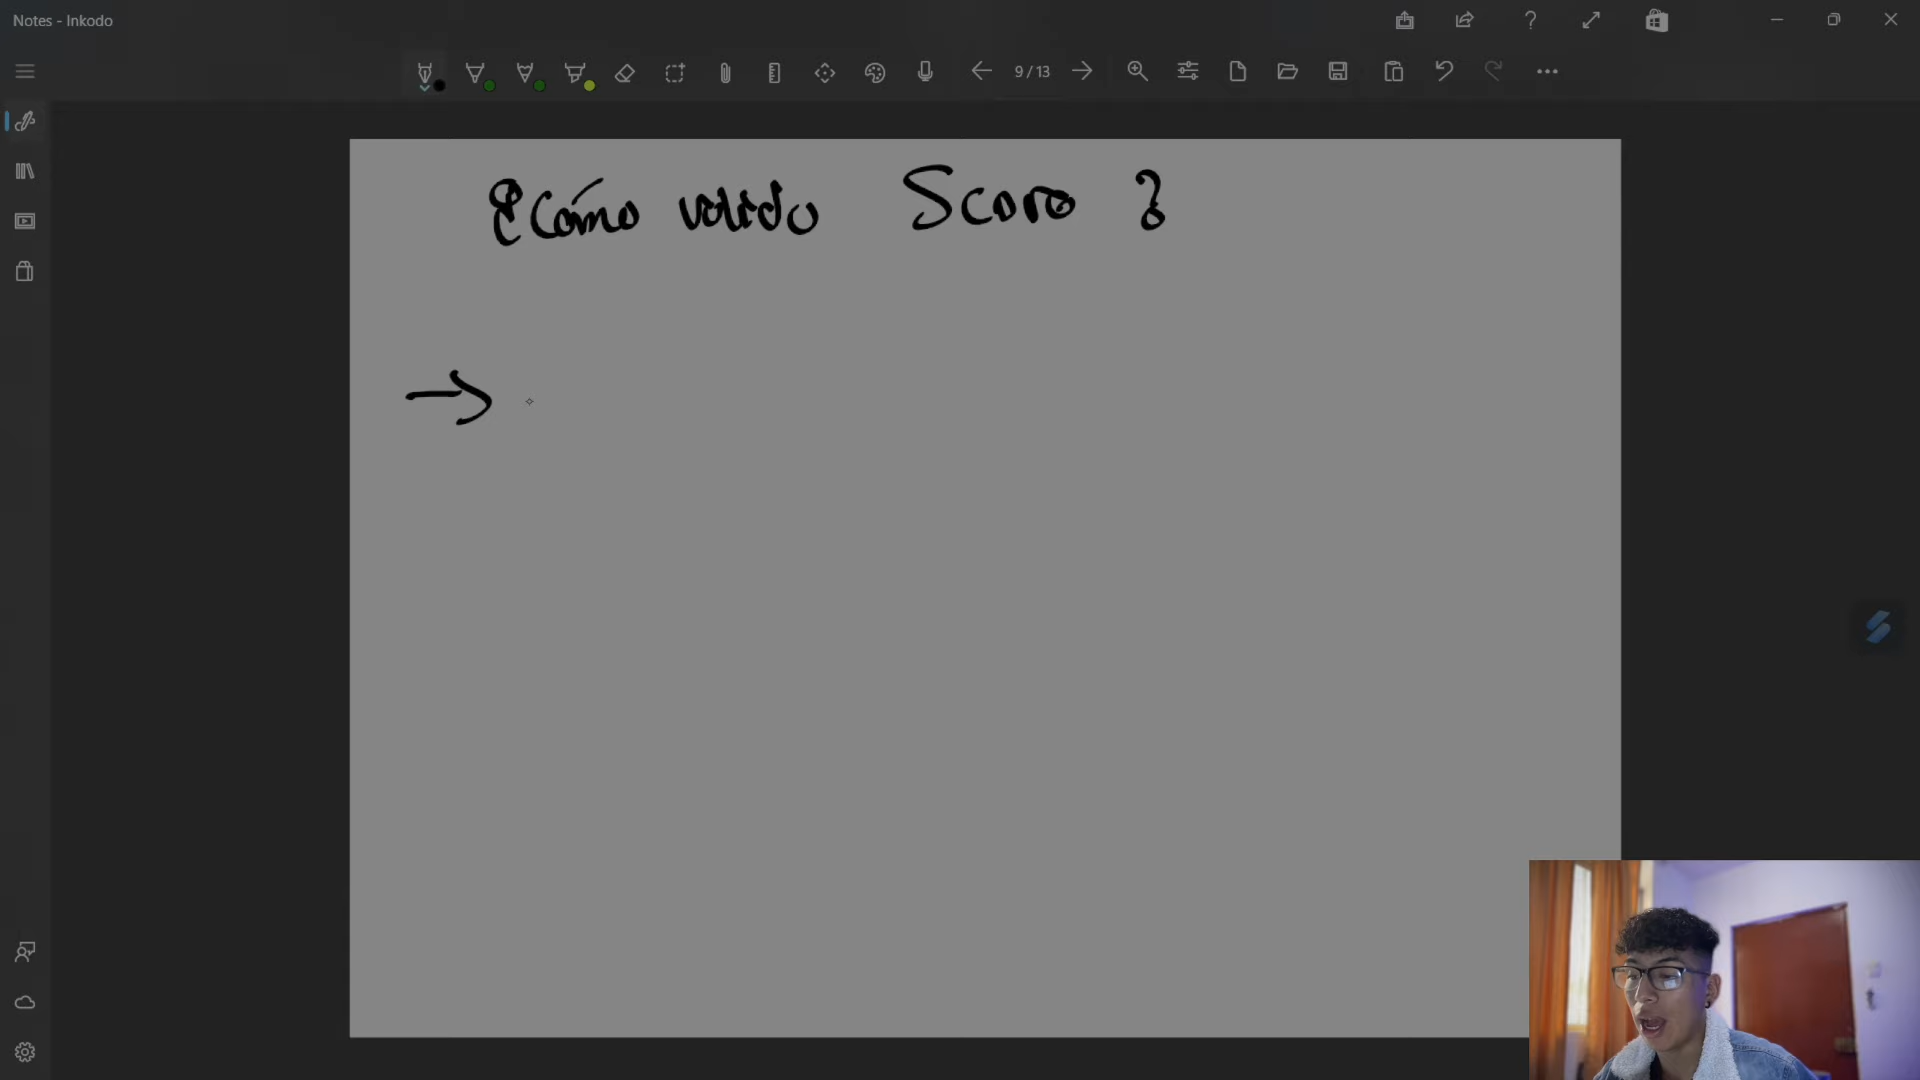 Notes - Inkodo
9 / 13
¿Cómo valido Score ?
→